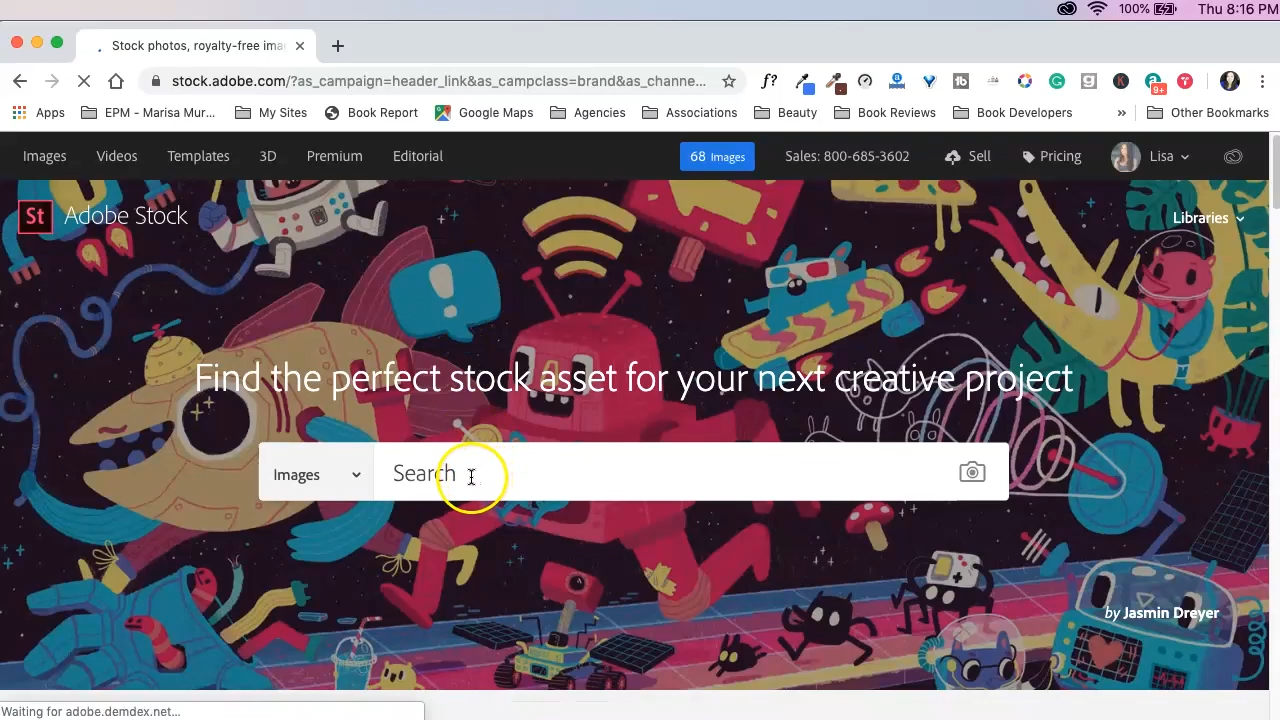 100% Thu 8:16 PM
Stock photos, royalty-free ima
stock.adobe.com/?as_campaign=header_link&as_campclass=brand&as_channe... f? 9+
Apps EPM - Marisa Mur... My Sites Book Report Google Maps Agencies Associations Beauty Book Reviews Book Developers » Other Bookmarks
Images Videos Templates 3D Premium Editorial 68 Images Sales: 800-685-3602 Sell Pricing Lisa
St Adobe Stock Libraries
Find the perfect stock asset for your next creative project
Images Search
by Jasmin Dreyer
Waiting for adobe.demdex.net...